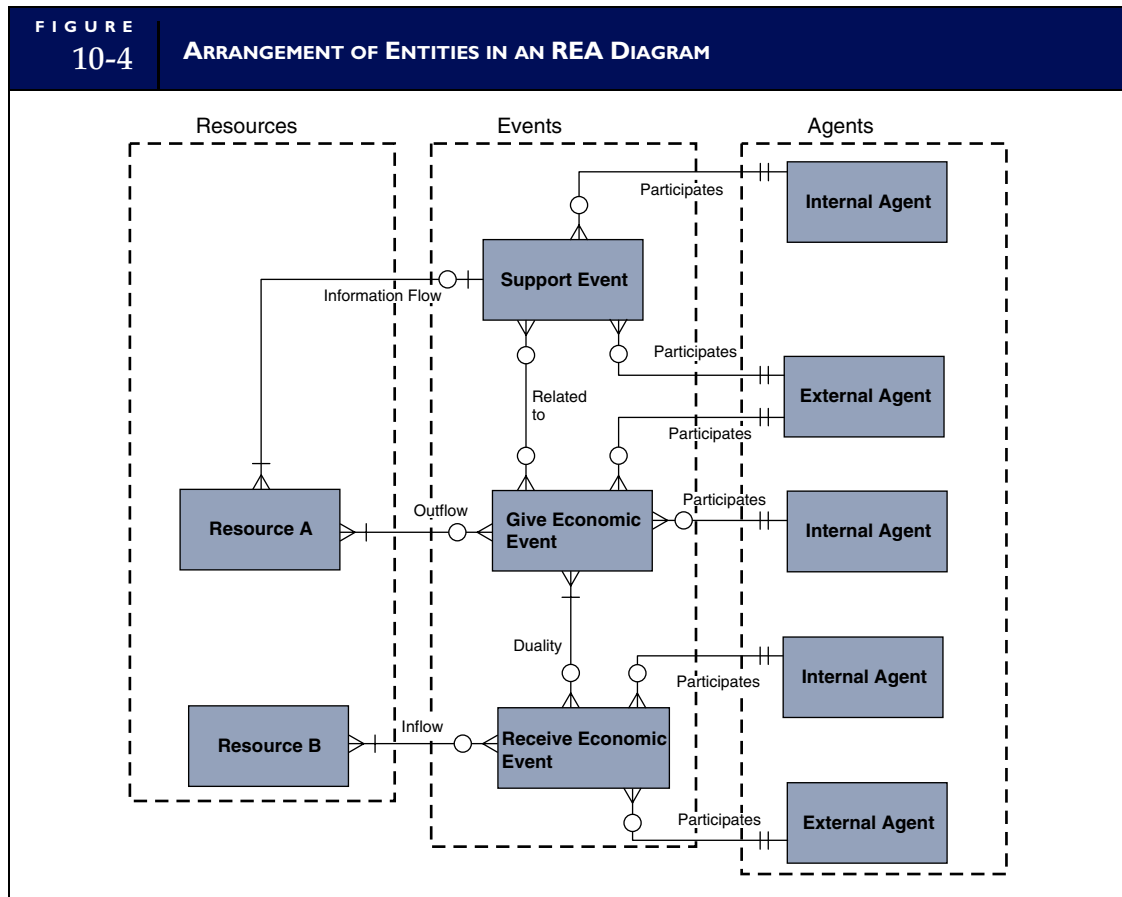 FIGURE
10-4
ARRANGEMENT OF ENTITIES IN AN REA DIAGRAM
Resources
Events
Agents
Participates
Internal Agent
Support Event
Information Flow
Participates
External Agent
Related
to
Participates
Resource A
Outflow
Give Economic
Event
Participates
Internal Agent
Duality
Participates
Internal Agent
Resource B
Inflow
Receive Economic
Event
Participates
External Agent